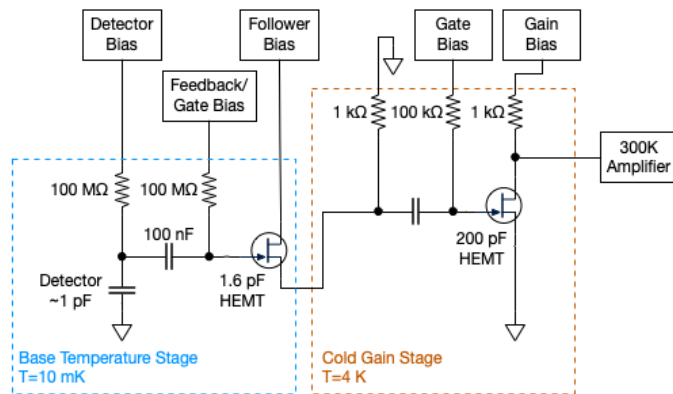 Detector
Bias
Follower
Bias
Gate
Bias
Gain
Bias
Feedback/
Gate Bias
1 kΩ
100 kΩ
1 kΩ
300K
Amplifier
100 MΩ
100 MΩ
100 nF
Detector
~1 pF
1.6 pF
HEMT
200 pF
HEMT
Base Temperature Stage
T=10 mK
Cold Gain Stage
T=4 K